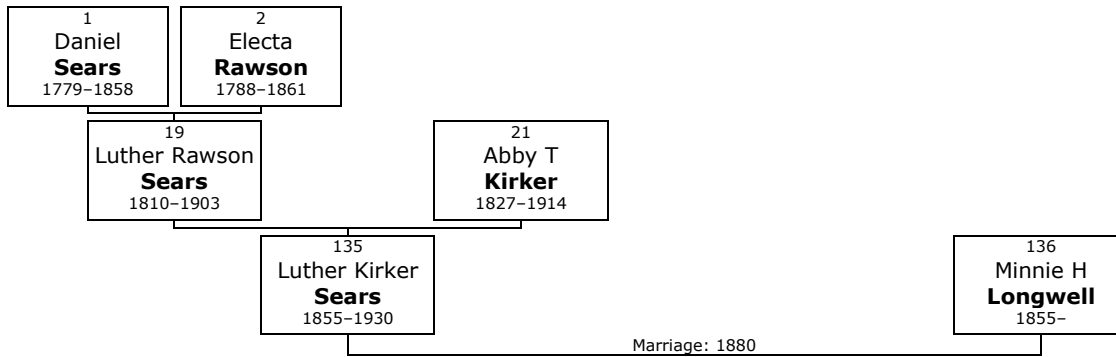 1
Daniel
Sears
1779–1858
2
Electa
Rawson
1788–1861
19
Luther Rawson
Sears
1810–1903
21
Abby T
Kirker
1827–1914
135
Luther Kirker
Sears
1855–1930
136
Minnie H
Longwell
1855–
Marriage: 1880